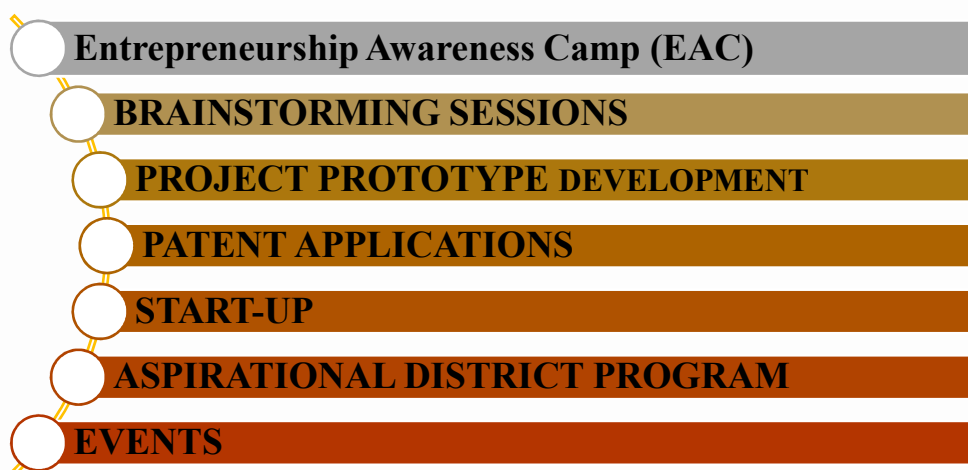 Entrepreneurship Awareness Camp (EAC)
BRAINSTORMING SESSIONS
PROJECT PROTOTYPE DEVELOPMENT
PATENT APPLICATIONS
START-UP
ASPIRATIONAL DISTRICT PROGRAM
EVENTS